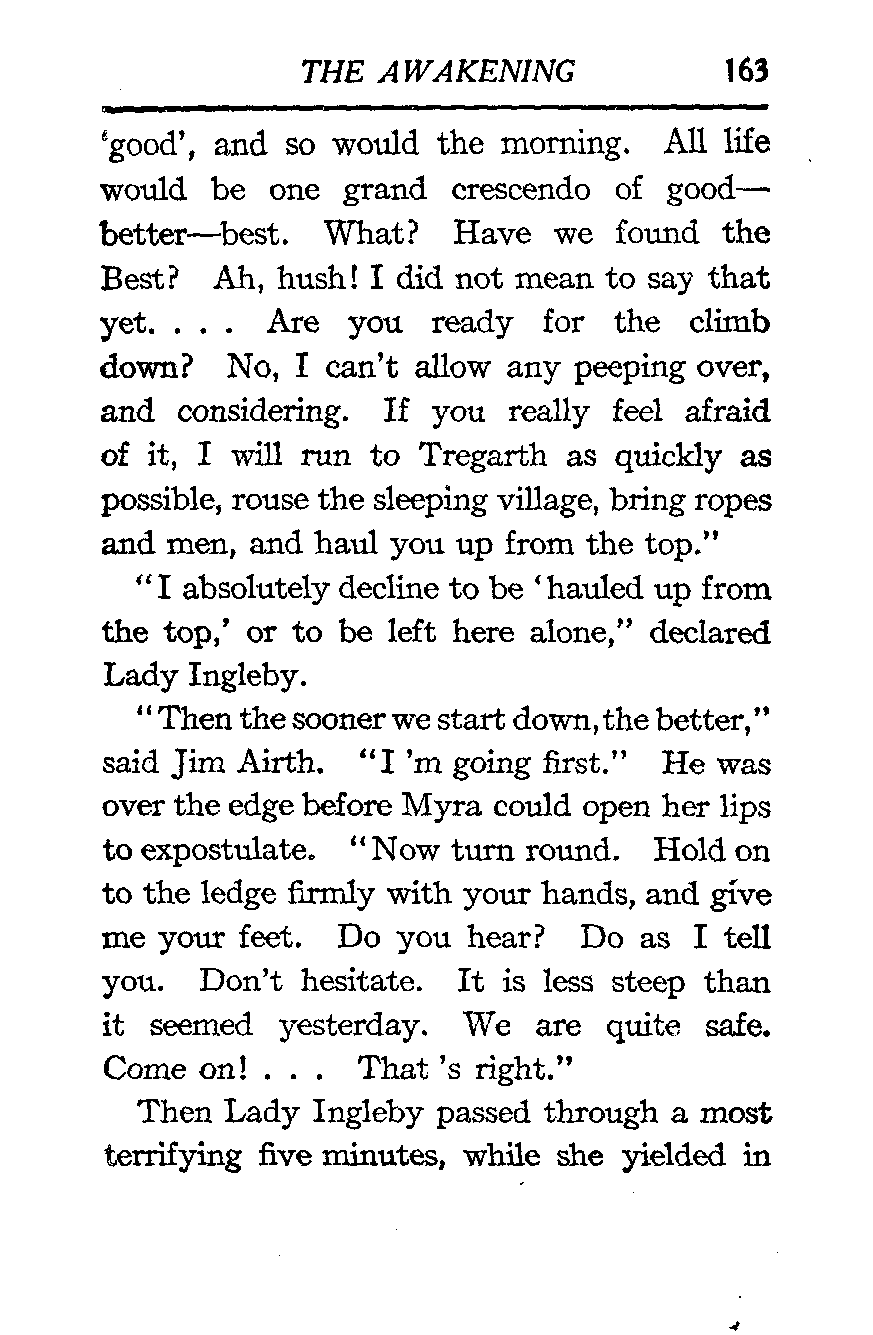 THE AWAKENING 163
‘good’, and so would the morning. All life
would be one grand crescendo of good—
better—best. What? Have we found the
Best? Ah, hush! I did not mean to say that
yet. . . . Are you ready for the climb
down? No, I can’t allow any peeping over,
and considering. If you really feel afraid
of it, I will run to Tregarth as quickly as
possible, rouse the sleeping village, bring ropes
and men, and haul you up from the top.”
“I absolutely decline to be ‘hauled up from
the top,’ or to be left here alone,” declared
Lady Ingleby.
“Then the sooner we start down, the better,”
said Jim Airth. “I ’m going first.” He was
over the edge before Myra could open her lips
to expostulate. “Now turn round. Hold on
to the ledge firmly with your hands, and give
me your feet. Do you hear? Do as I tell
you. Don’t hesitate. It is less steep than
it seemed yesterday. We are quite safe.
Come on! . . . That ’s right.”
Then Lady Ingleby passed through a most
terrifying five minutes, while she yielded in